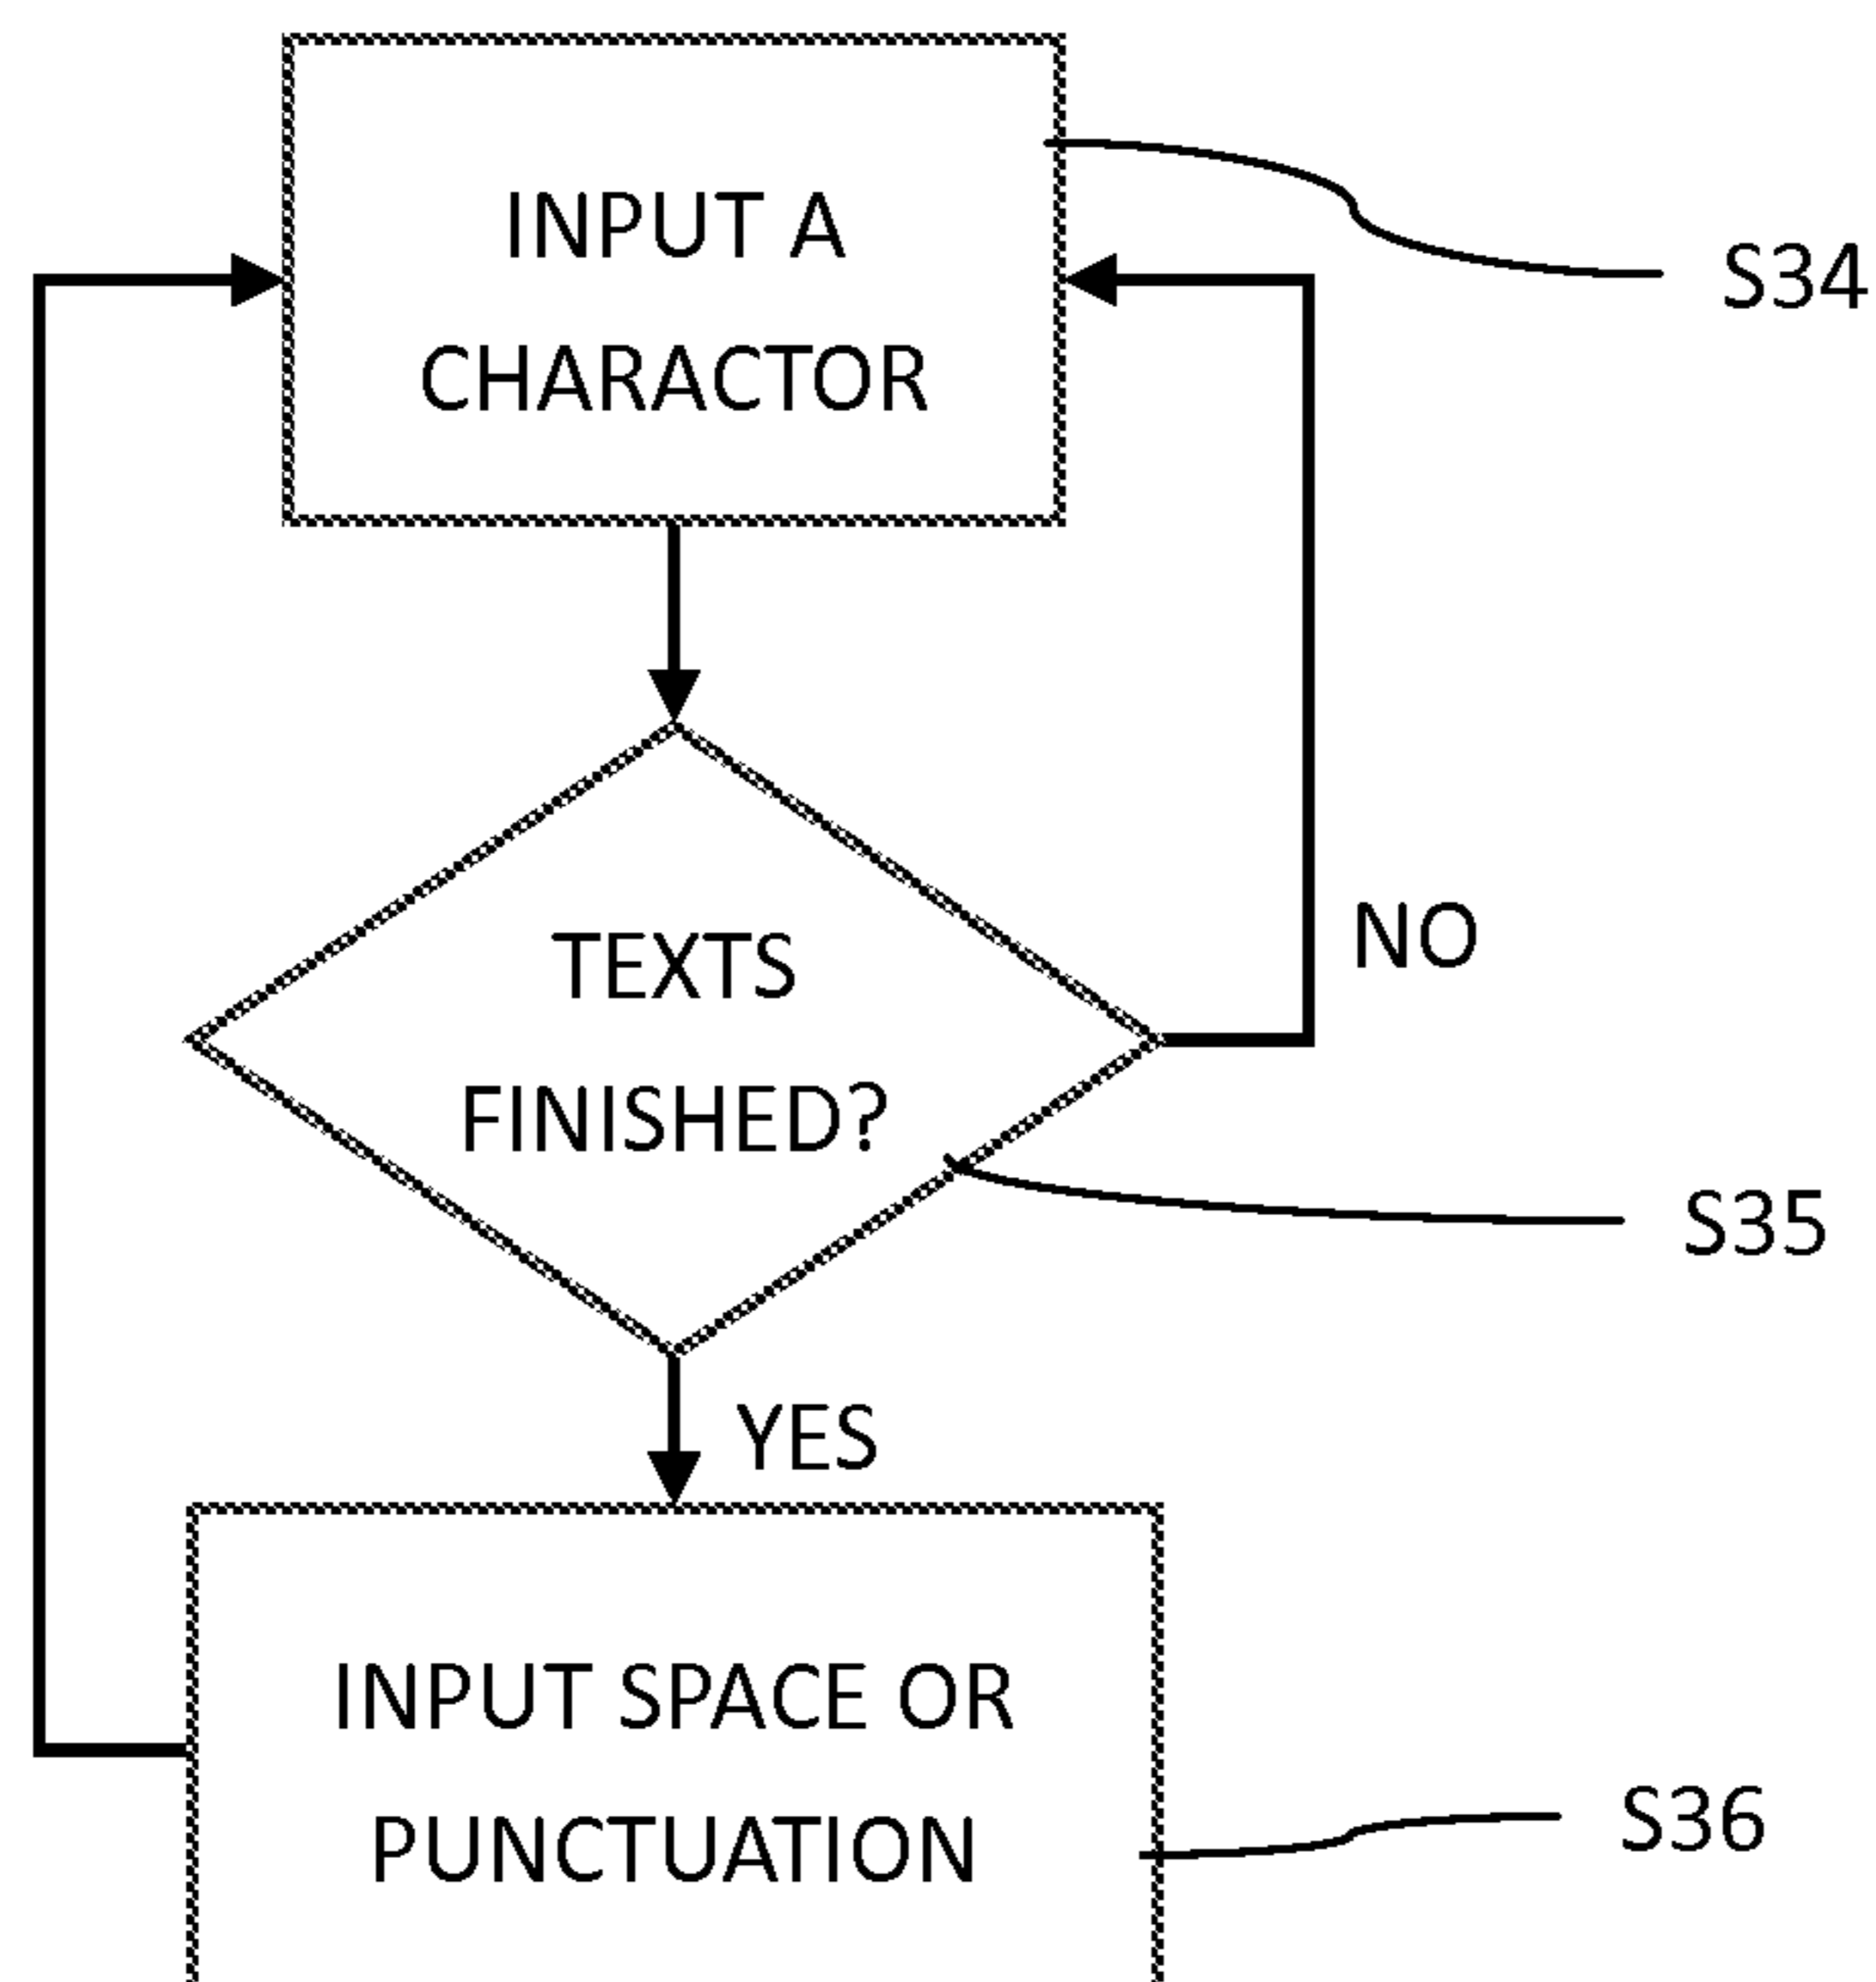 INPUT A
CHARACTOR
S34
TEXTS
FINISHED?
NO
S35
YES
INPUT SPACE OR
PUNCTUATION
S36